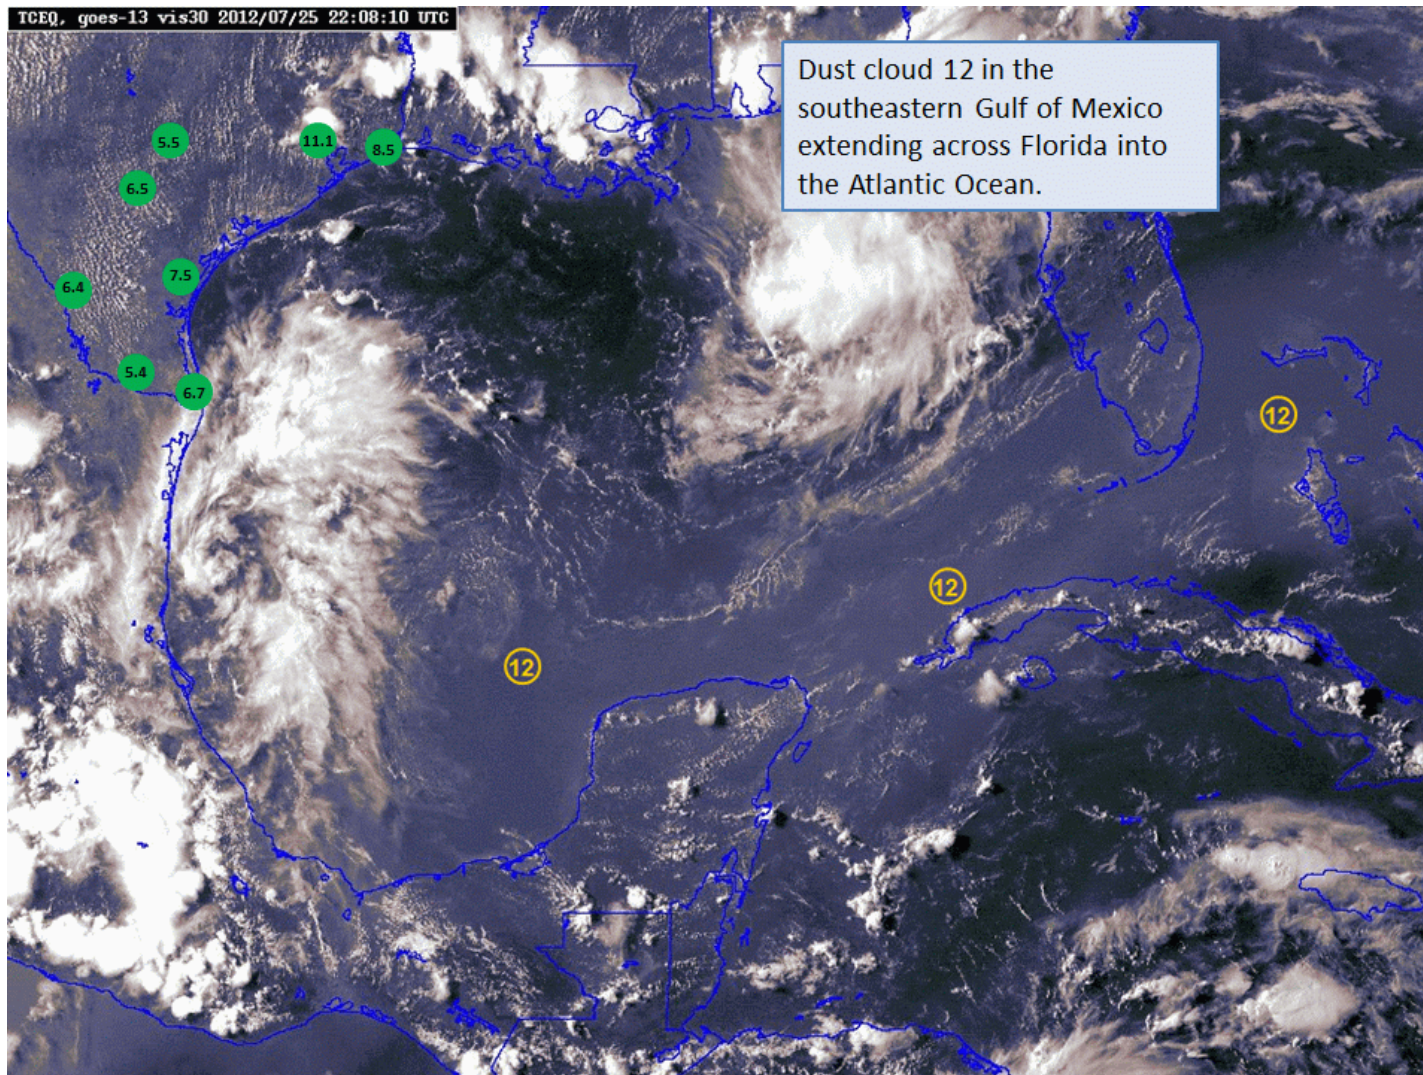 TCEQ, goes-13 vis30 2012/07/25 22:08:10 UTC
Dust cloud 12 in the
southeastern Gulf of Mexico
extending across Florida into
the Atlantic Ocean.
5.5
11.1
8.5
6.5
7.5
6.4
5.4
6.7
12
12
12